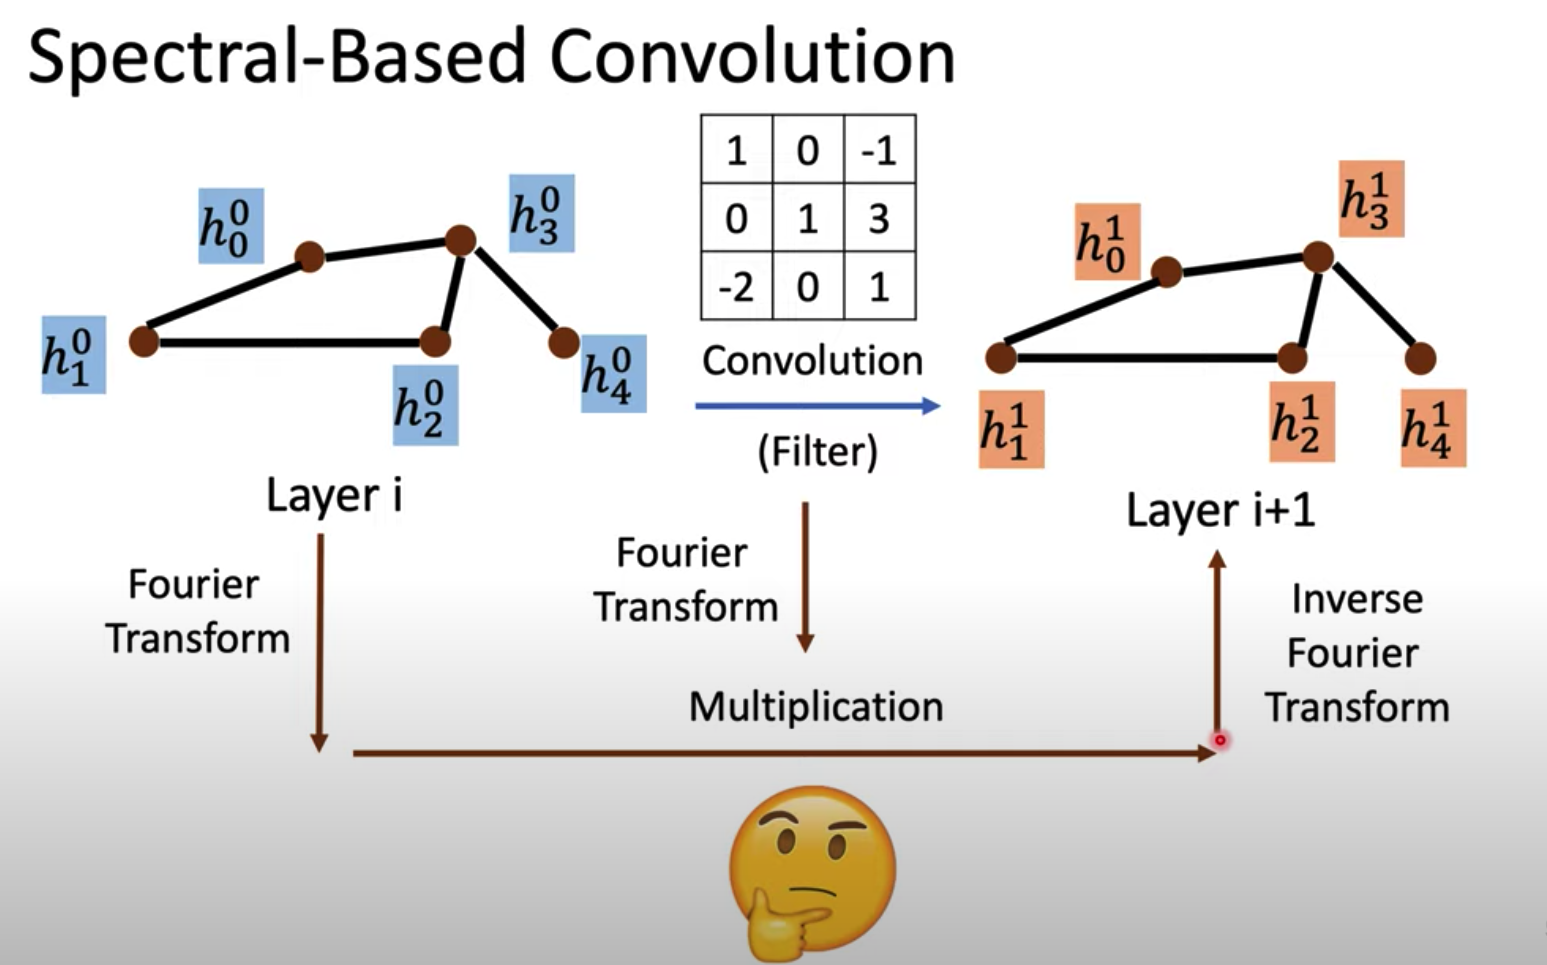 Spectral-Based Convolution
h_0^0
h_3^0
h_1^0
h_2^0
h_4^0
Layer i
1 0 -1
0 1 3
-2 0 1
Convolution
(Filter)
h_0^1
h_3^1
h_1^1
h_2^1
h_4^1
Layer i+1
Fourier
Transform
Fourier
Transform
Multiplication
Inverse
Fourier
Transform